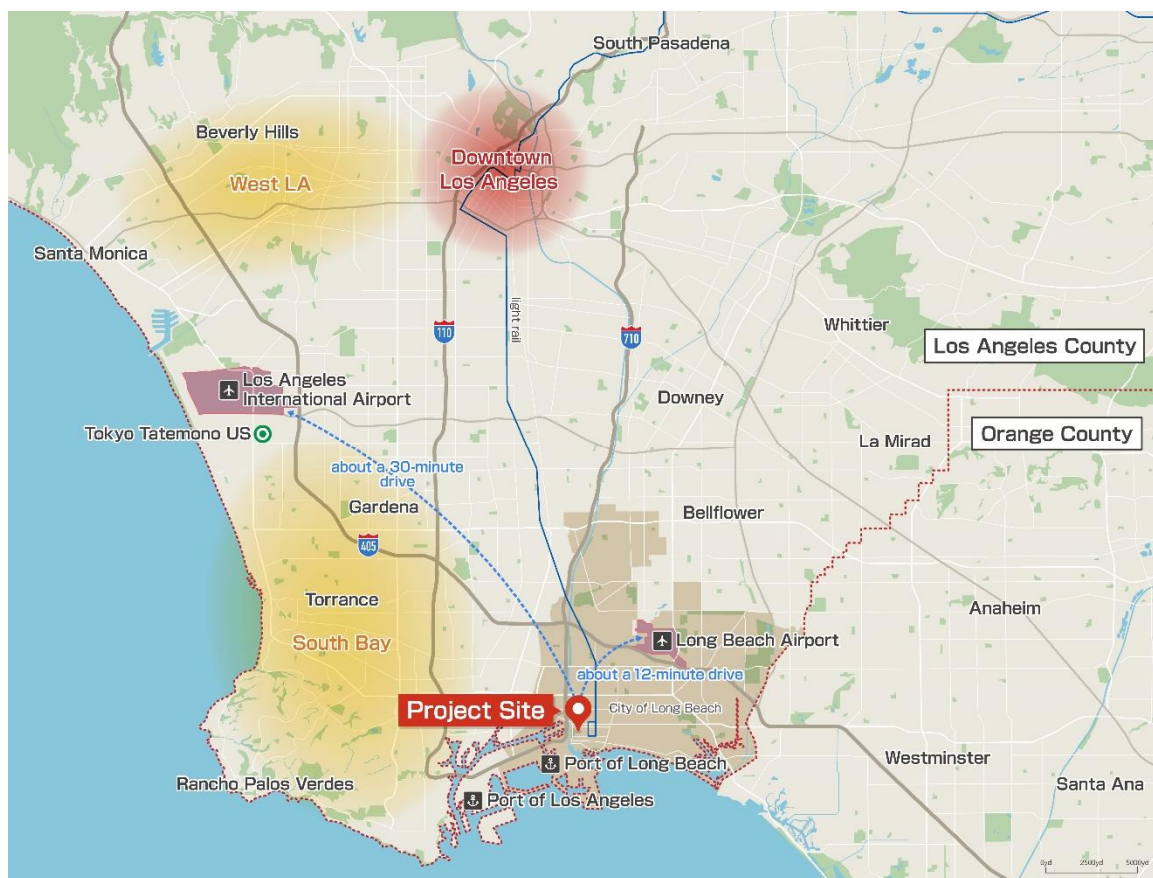 South Pasadena
Beverly Hills
Downtown
Los Angeles
West LA
Santa Monica
light rail
110
710
Whittier
Los Angeles County
Los Angeles
International Airport
Downey
Tokyo Tatemono US
La Mirad
Orange County
about a 30-minute
drive
Gardena
Bellflower
405
Torrance
Anaheim
South Bay
Long Beach Airport
about a 12-minute drive
Project Site
City of Long Beach
Port of Long Beach
Westminster
Rancho Palos Verdes
Port of Los Angeles
Santa Ana
0yd 2500yd 5000yd